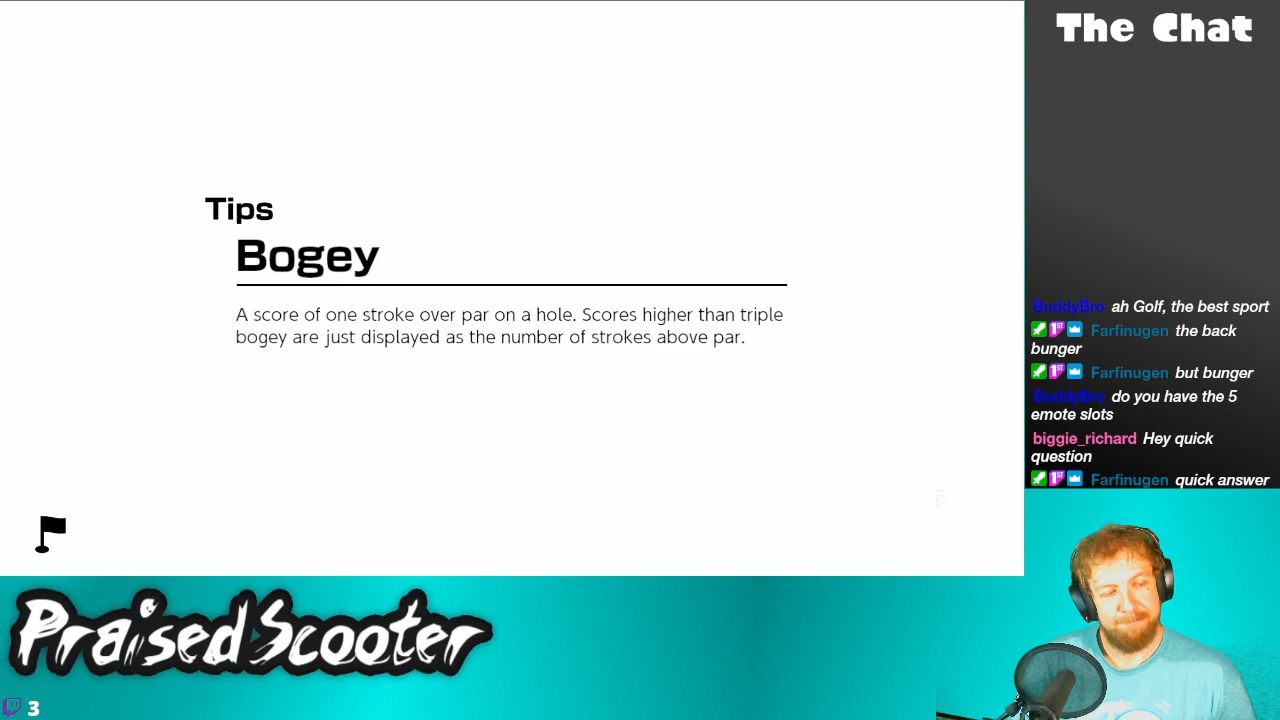 The Chat
Tips
Bogey
A score of one stroke over par on a hole. Scores higher than triple
bogey are just displayed as the number of strokes above par.
BuddyBro ah Golf, the best sport
1ST Farfinugen the back
bunger
1ST Farfinugen but bunger
BuddyBro do you have the 5
emote slots
biggie_richard Hey quick
question
1ST Farfinugen quick answer
PraisedScooter
3